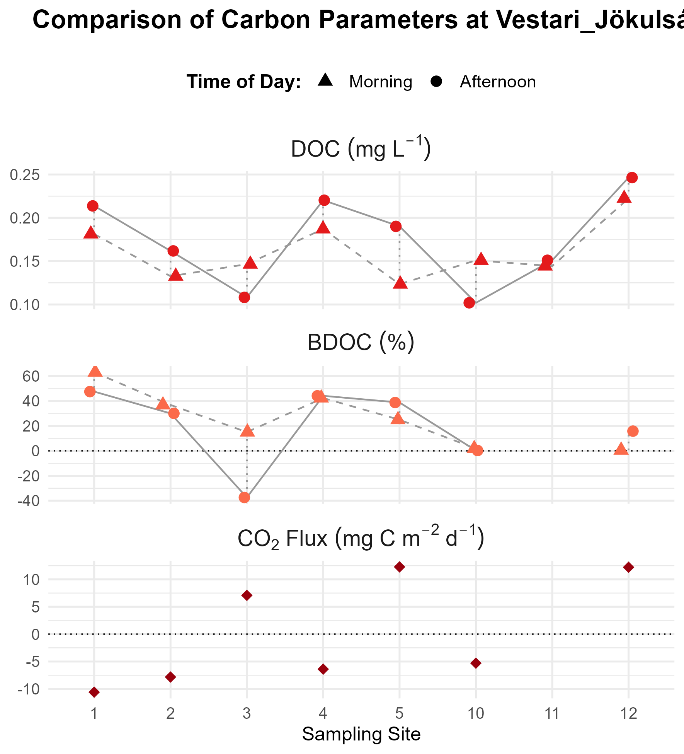 Comparison of Carbon Parameters at Vestari_Jökulsá
Time of Day: Morning Afternoon
DOC (mg L⁻¹)
0.25
0.20
0.15
0.10
BDOC (%)
60
40
20
0
-20
-40
CO₂ Flux (mg C m⁻² d⁻¹)
10
5
0
-5
-10
1 2 3 4 5 10 11 12
Sampling Site